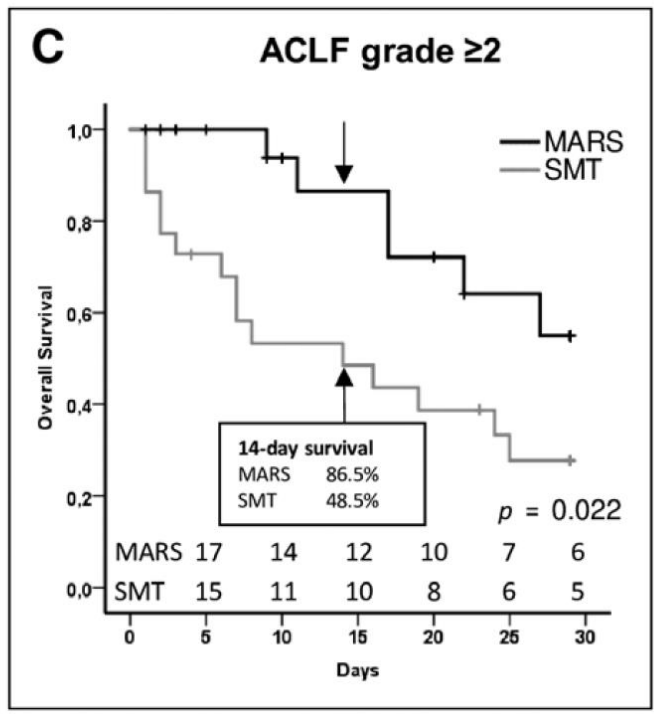 C
ACLF grade ≥2
MARS
SMT
Overall Survival
1,0
0,8
0,6
0,4
0,2
0,0
14-day survival
MARS 86.5%
SMT 48.5%
p = 0.022
MARS 17 14 12 10 7 6
SMT 15 11 10 8 6 5
0 5 10 15 20 25 30
Days